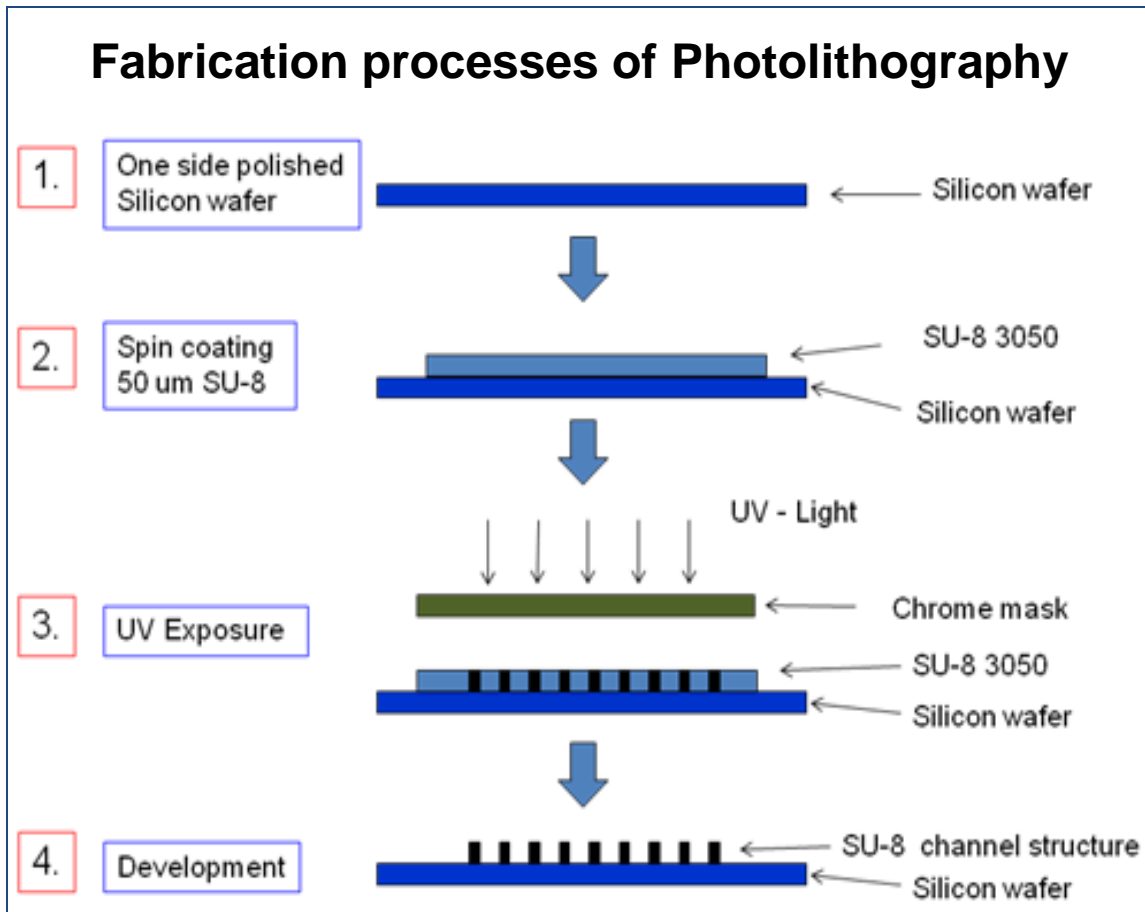 Fabrication processes of Photolithography
1.
One side polished
Silicon wafer
Silicon wafer
2.
Spin coating
50 um SU-8
SU-8 3050
Silicon wafer
UV - Light
3.
UV Exposure
Chrome mask
SU-8 3050
Silicon wafer
4.
Development
SU-8 channel structure
Silicon wafer